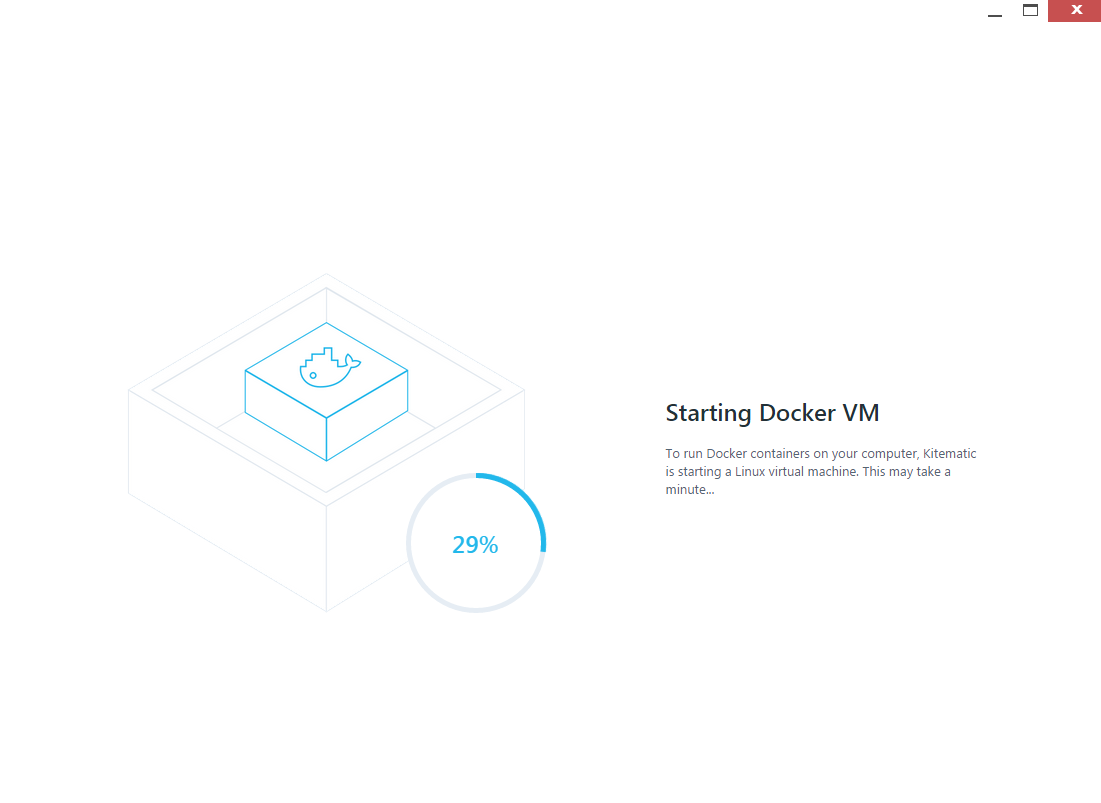 Starting Docker VM
To run Docker containers on your computer, Kitematic
is starting a Linux virtual machine. This may take a
minute...
29%